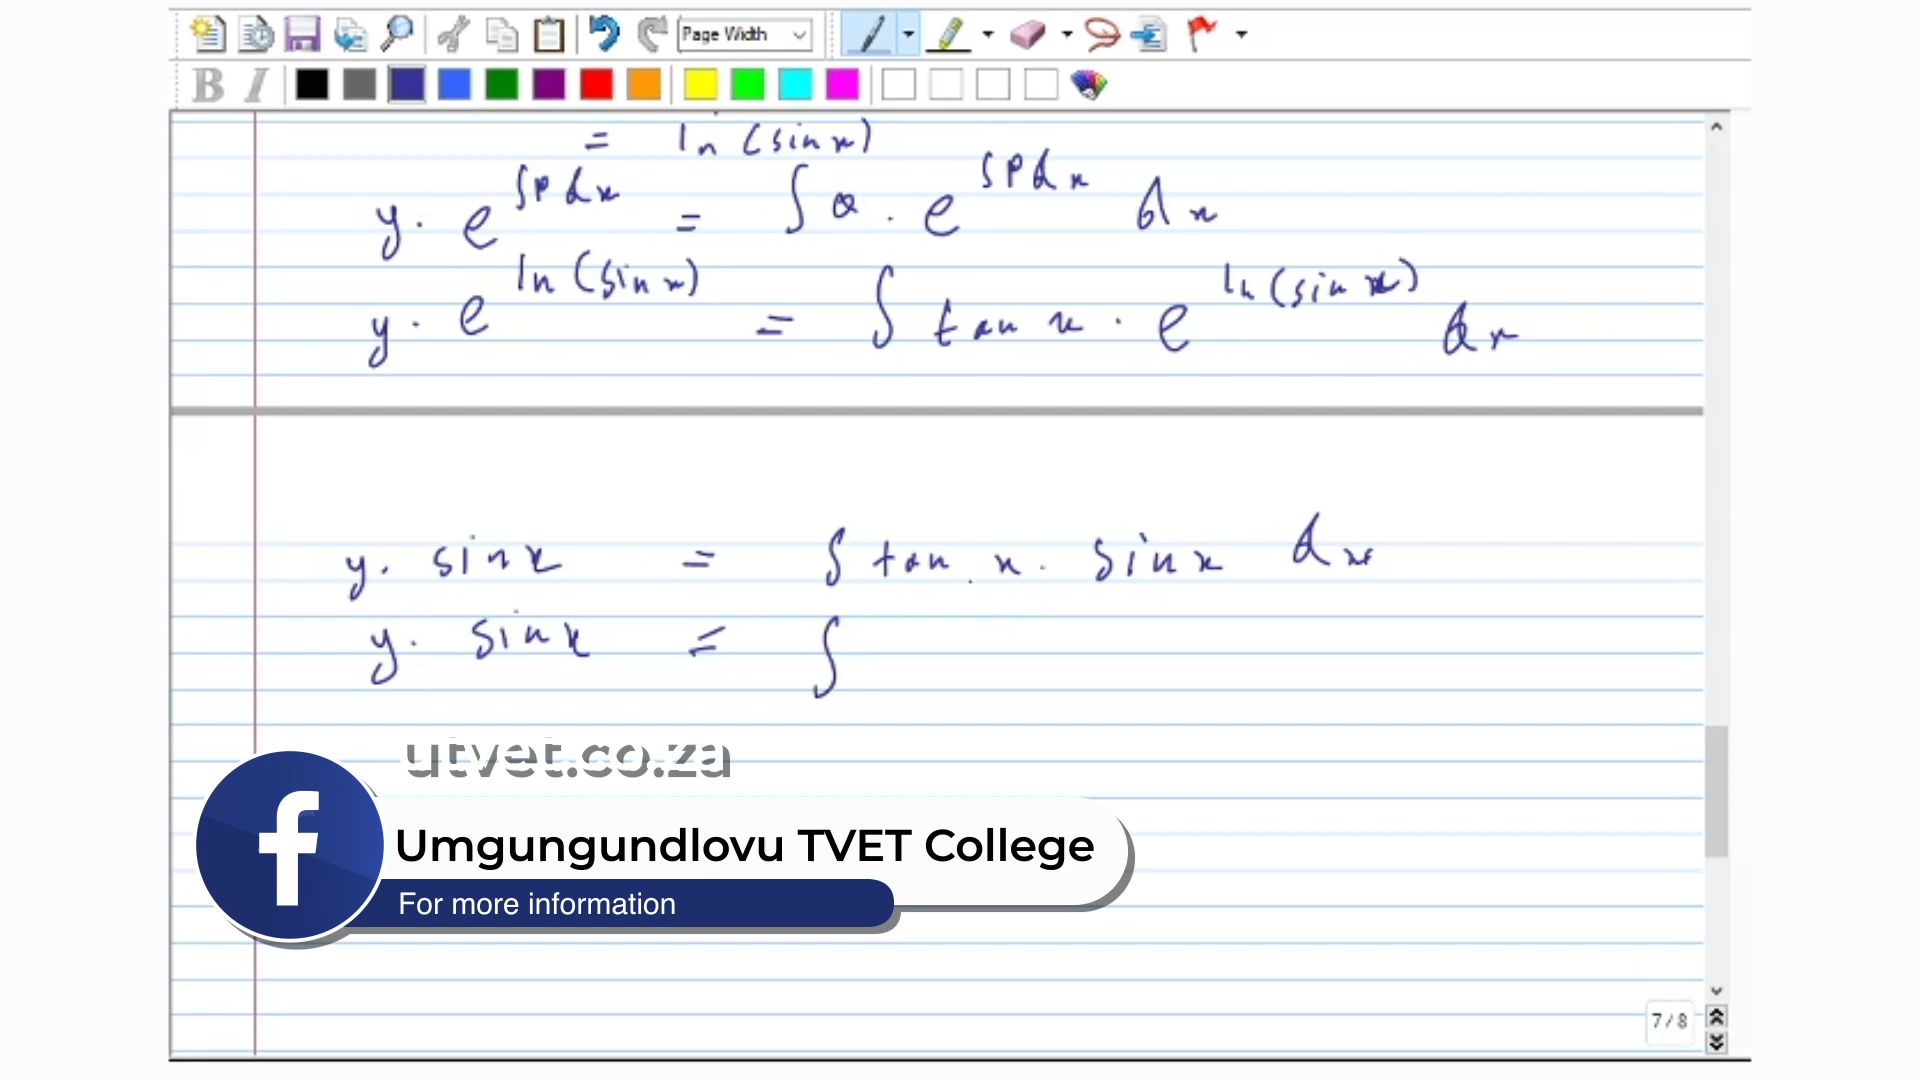 Page Width
B I
= ln (sin x)
y. e^∫P dx = ∫ Q . e^∫P dx dx
y. e^ln (sin x) = ∫ tan x . e^ln (sin x) dx
y. sin x = ∫ tan x. sin x dx
y. sin x = ∫
utvet.co.za
f
Umgungundlovu TVET College
For more information
7/8